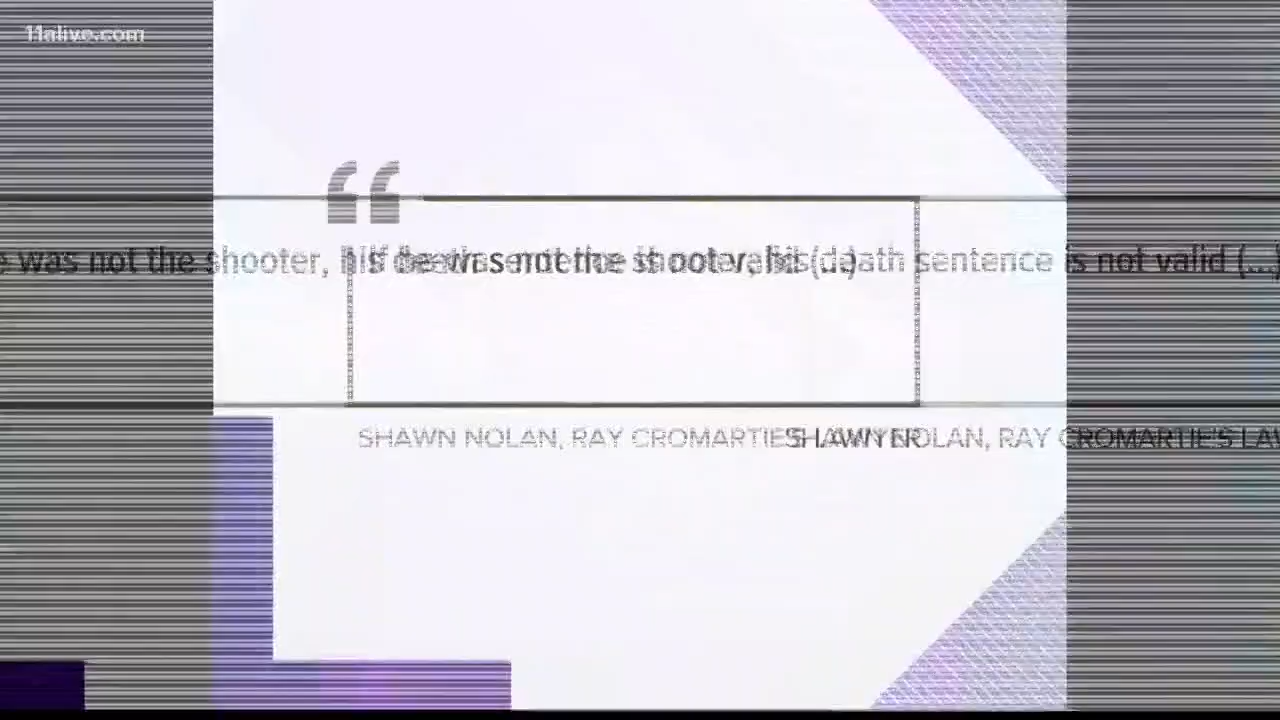 11alive.com
“
e was not the shooter, his death sentence is not valid (...)
SHAWN NOLAN, RAY CROMARTIE'S LAWYER